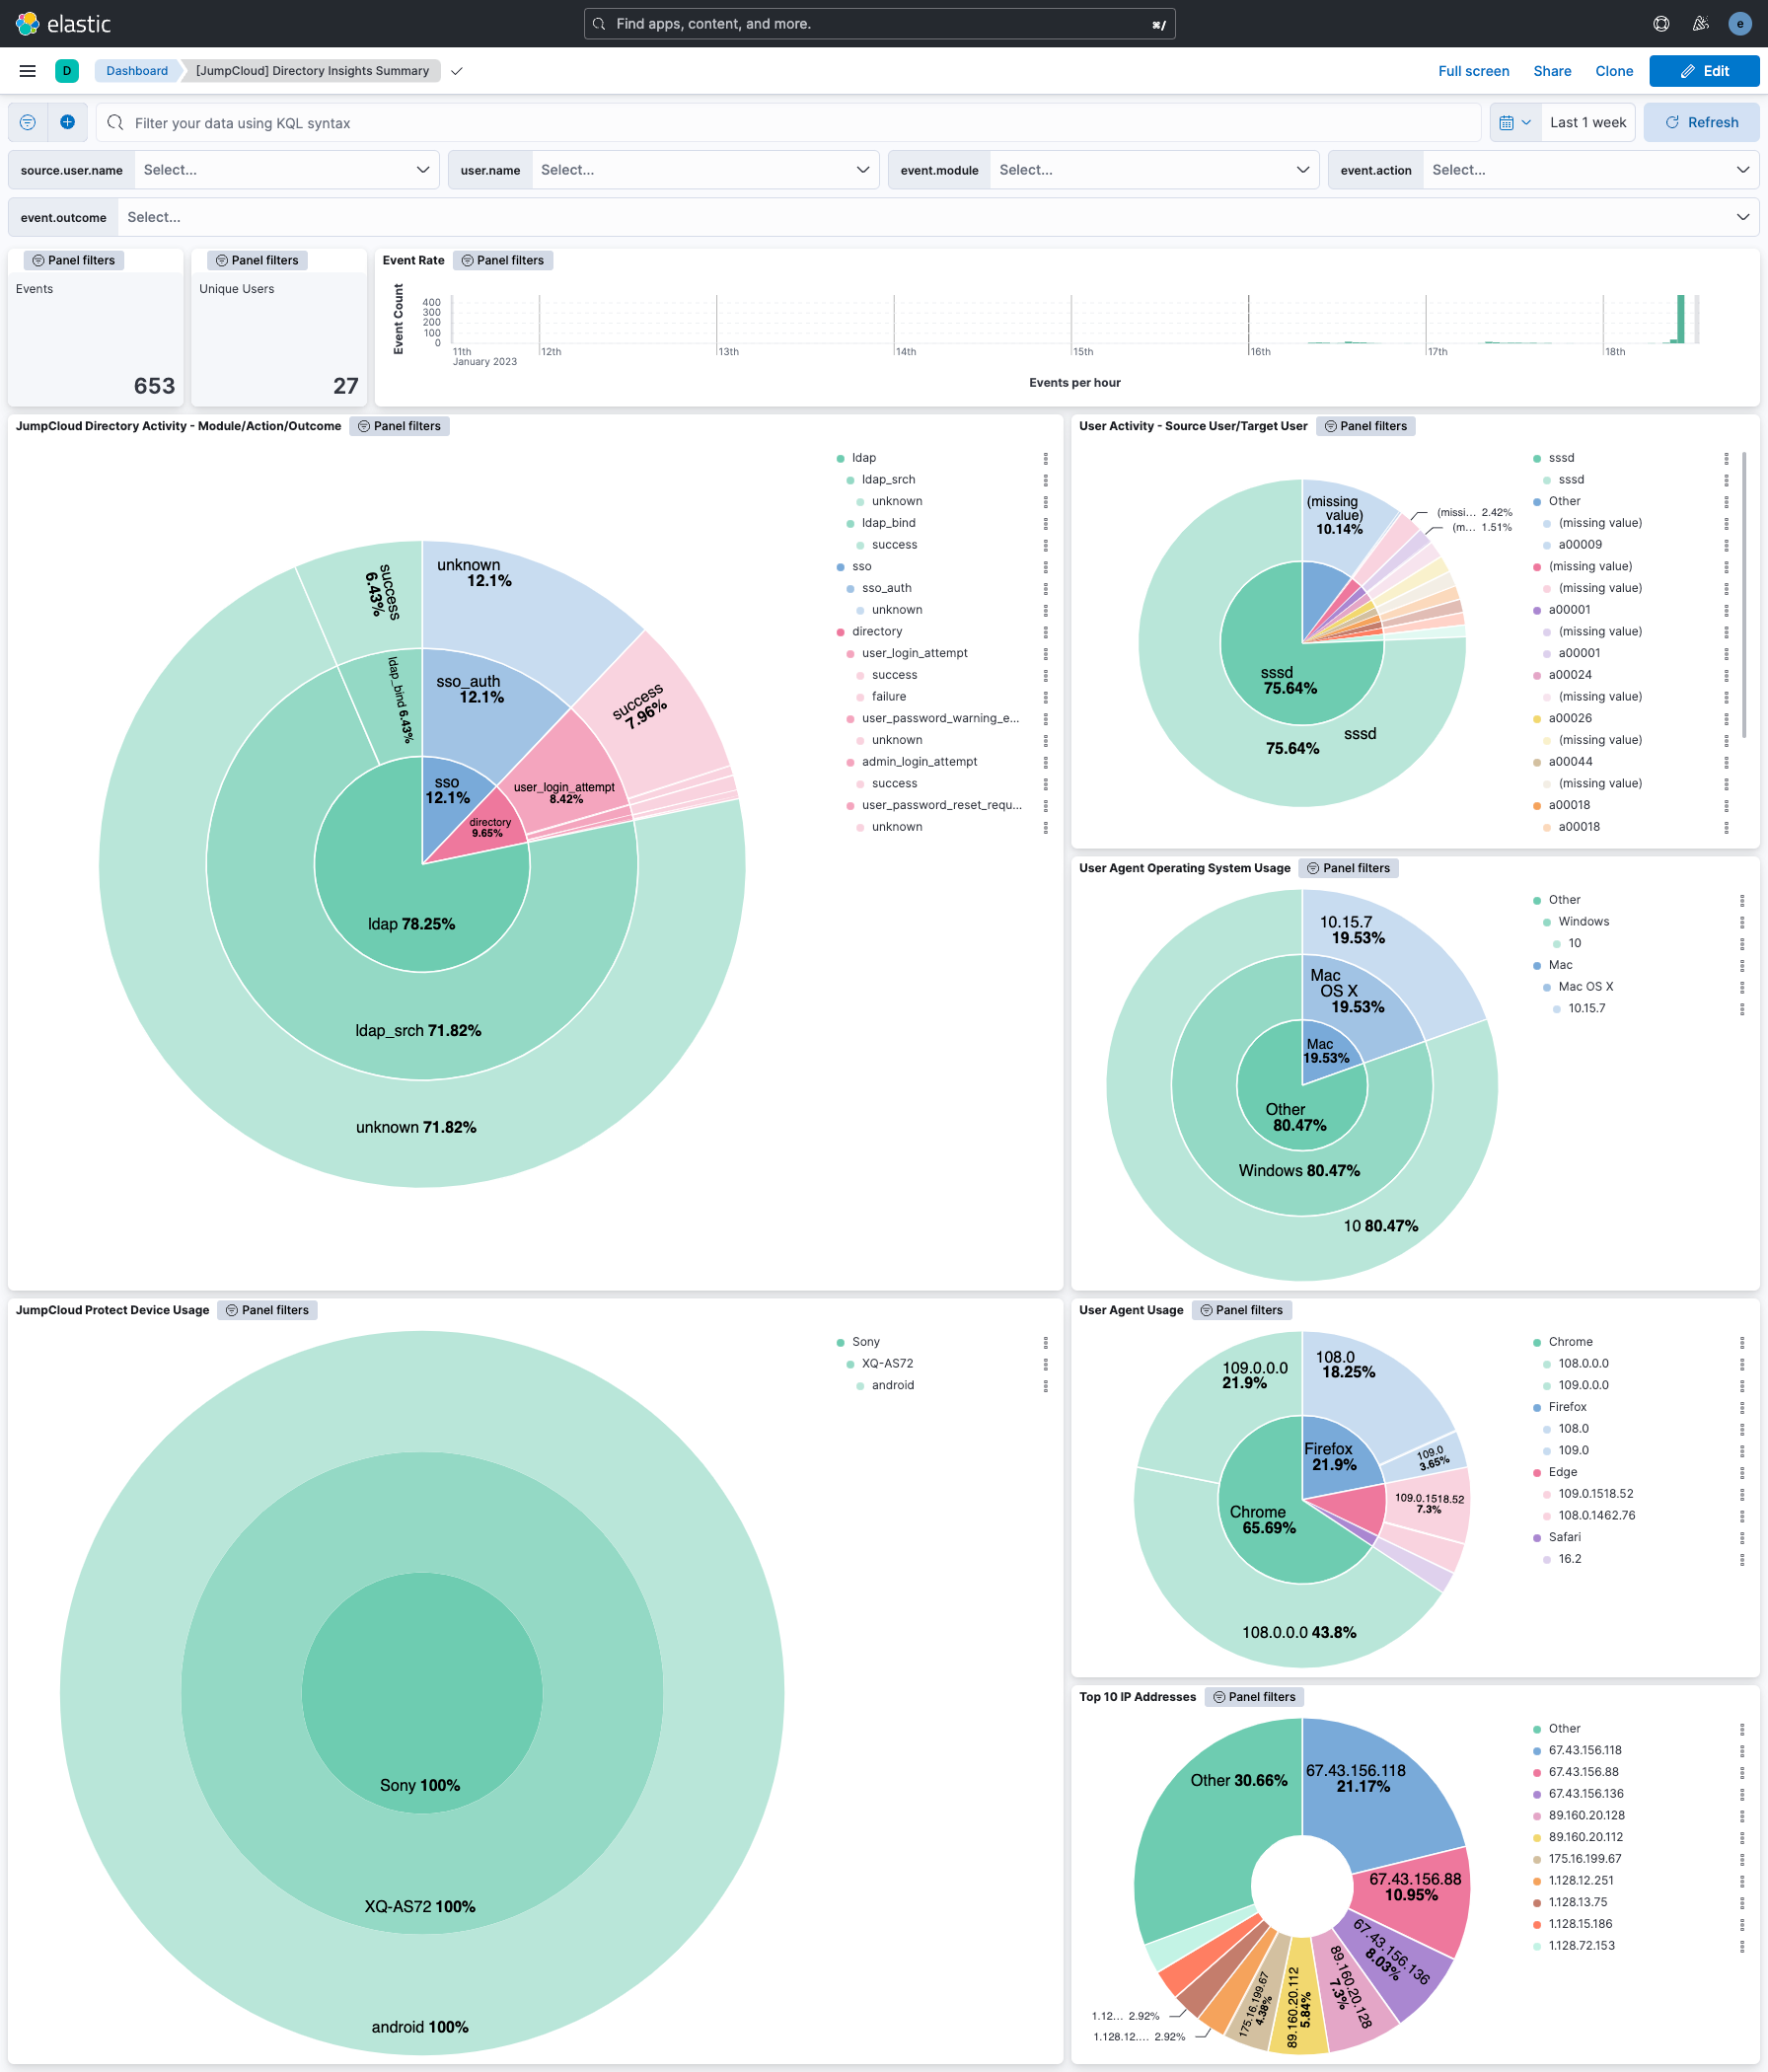 elastic
Find apps, content, and more.
⌘/
e
D
Dashboard
[JumpCloud] Directory Insights Summary
Full screen
Share
Clone
Edit
Filter your data using KQL syntax
Last 1 week
Refresh
source.user.name
Select...
user.name
Select...
event.module
Select...
event.action
Select...
event.outcome
Select...
Panel filters
Events
653
Panel filters
Unique Users
27
Event Rate
Panel filters
Event Count
400
300
200
100
0
11th
January 2023
12th
13th
14th
15th
16th
17th
18th
Events per hour
JumpCloud Directory Activity - Module/Action/Outcome
Panel filters
unknown
12.1%
success
6.43%
ldap_bind 6.43%
sso_auth
12.1%
success
7.96%
sso
12.1%
user_login_attempt
8.42%
directory
9.65%
ldap 78.25%
ldap_srch 71.82%
unknown 71.82%
ldap
ldap_srch
unknown
ldap_bind
success
sso
sso_auth
unknown
directory
user_login_attempt
success
failure
user_password_warning_e...
unknown
admin_login_attempt
success
user_password_reset_requ...
unknown
User Activity - Source User/Target User
Panel filters
(missing
value)
10.14%
(missi... 2.42%
(m... 1.51%
sssd
75.64%
sssd
75.64%
sssd
sssd
Other
(missing value)
a00009
(missing value)
(missing value)
a00001
(missing value)
a00001
a00024
(missing value)
a00026
(missing value)
a00044
(missing value)
a00018
a00018
User Agent Operating System Usage
Panel filters
10.15.7
19.53%
Mac
OS X
19.53%
Mac
19.53%
Other
80.47%
Windows 80.47%
10 80.47%
Other
Windows
10
Mac
Mac OS X
10.15.7
JumpCloud Protect Device Usage
Panel filters
Sony 100%
XQ-AS72 100%
android 100%
Sony
XQ-AS72
android
User Agent Usage
Panel filters
109.0.0.0
21.9%
108.0
18.25%
Firefox
21.9%
109.0
3.65%
109.0.1518.52
7.3%
Chrome
65.69%
108.0.0.0 43.8%
Chrome
108.0.0.0
109.0.0.0
Firefox
108.0
109.0
Edge
109.0.1518.52
108.0.1462.76
Safari
16.2
Top 10 IP Addresses
Panel filters
Other 30.66%
67.43.156.118
21.17%
67.43.156.88
10.95%
67.43.156.136
8.03%
89.160.20.128
7.3%
89.160.20.112
5.84%
175.16.199.67
4.38%
1.12... 2.92%
1.128.12.... 2.92%
Other
67.43.156.118
67.43.156.88
67.43.156.136
89.160.20.128
89.160.20.112
175.16.199.67
1.128.12.251
1.128.13.75
1.128.15.186
1.128.72.153